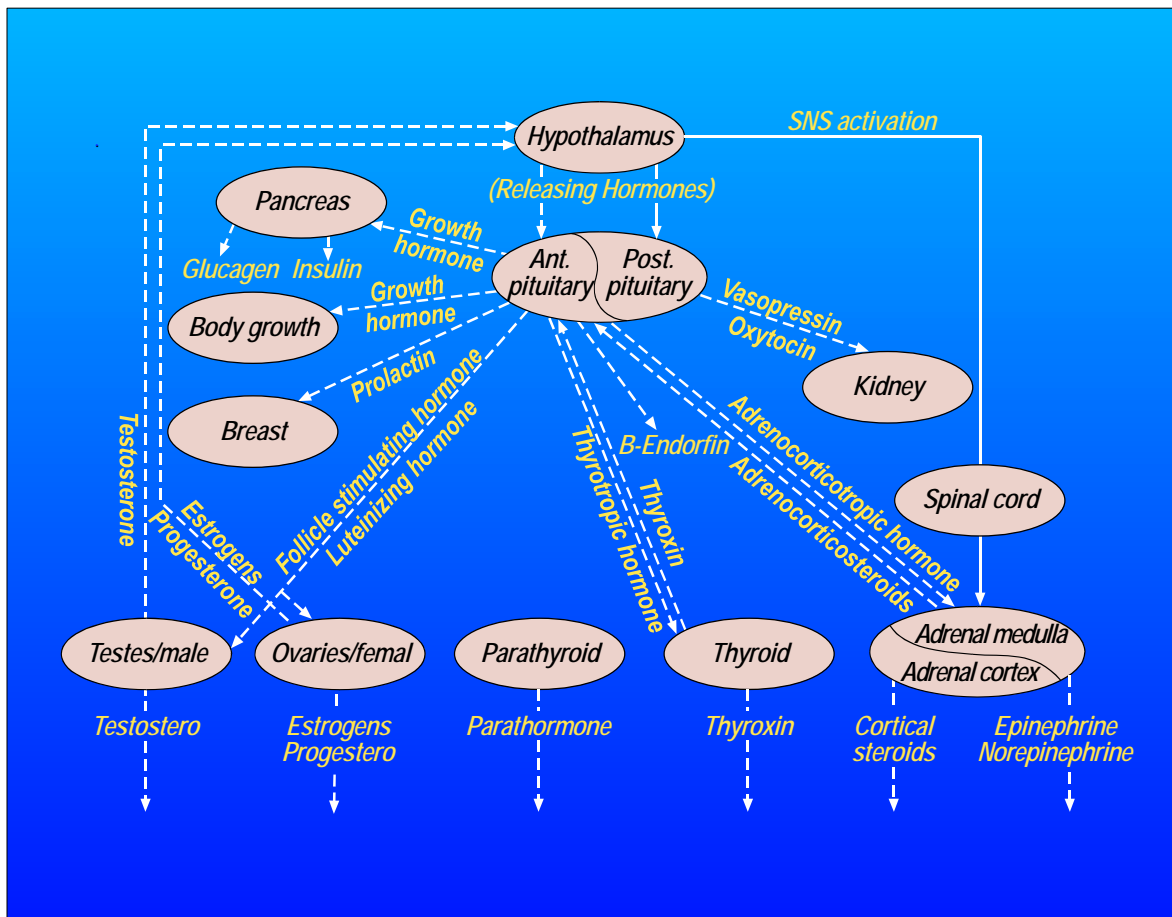 SNS activation
Hypothalamus
(Releasing Hormones)
Pancreas
Growth
hormone
Glucagen Insulin
Ant.
pituitary
Post.
pituitary
Growth
hormone
Body growth
Vasopressin
Oxytocin
Prolactin
Kidney
Breast
B-Endorfin
Testosterone
Estrogens
Progesterone
Follicle stimulating hormone
Luteinizing hormone
Thyrotropic hormone
Thyroxin
Adrenocorticotropic hormone
Adrenocorticosteroids
Spinal cord
Testes/male
Ovaries/femal
Parathyroid
Thyroid
Adrenal medulla
Adrenal cortex
Testostero
Estrogens
Progestero
Parathormone
Thyroxin
Cortical
steroids
Epinephrine
Norepinephrine